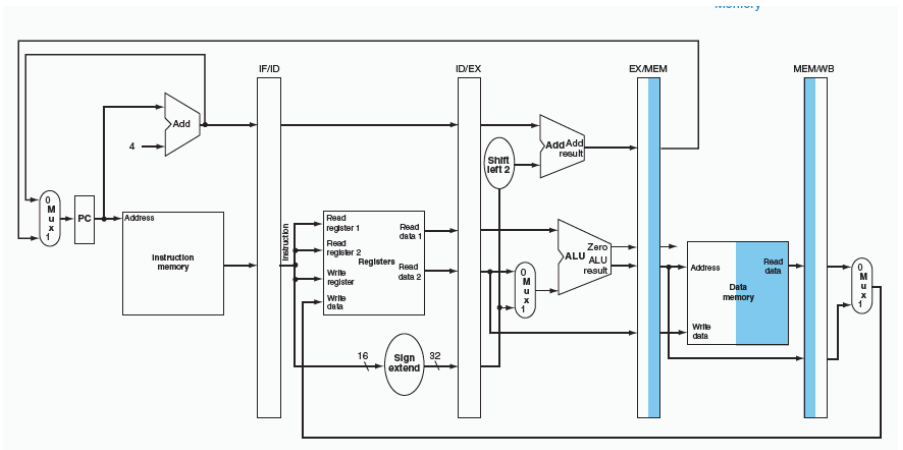 Memory
IF/ID
ID/EX
EX/MEM
MEM/WB
Add
4
0
M
u
x
1
PC
Address
Instruction
memory
Instruction
Read
register 1
Read
register 2
Write
register
Write
data
Registers
Read
data 1
Read
data 2
16
Sign
extend
32
Shift
left 2
Add Add
result
0
M
u
x
1
ALU
Zero
ALU
result
Address
Write
data
Data
memory
Read
data
0
M
u
x
1